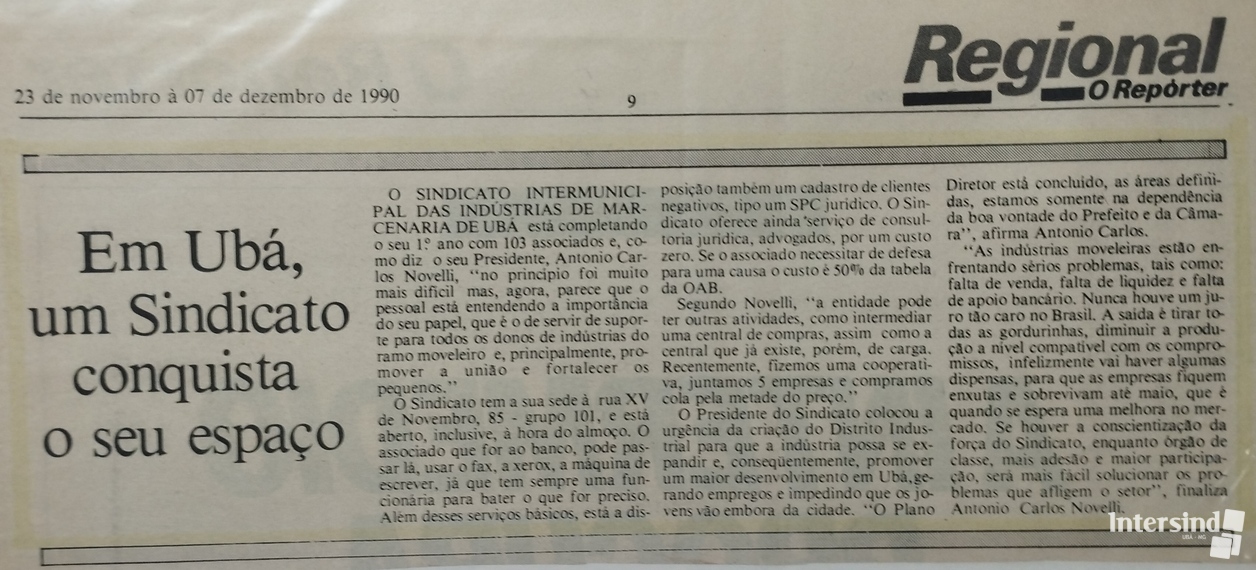 23 de novembro à 07 de dezembro de 1990
9
Regional
O Repórter
Em Ubá,
um Sindicato
conquista
o seu espaço
O SINDICATO INTERMUNICI-
PAL DAS INDÚSTRIAS DE MAR-
CENARIA DE UBÁ está completando
o seu 1º ano com 103 associados e, co-
mo diz o seu Presidente, Antonio Car-
los Novelli, "no princípio foi muito
mais difícil mas, agora, parece que o
pessoal está entendendo a importância
do seu papel, que é o de servir de supor-
te para todos os donos de indústrias do
ramo moveleiro e, principalmente, pro-
mover a união e fortalecer os
pequenos."
O Sindicato tem a sua sede à rua XV
de Novembro, 85 - grupo 101, e está
aberto, inclusive, à hora do almoço. O
associado que for ao banco, pode pas-
sar lá, usar o fax, a xerox, a máquina de
escrever, já que tem sempre uma fun-
cionária para bater o que for preciso.
Além desses serviços básicos, está a dis-
posição também um cadastro de clientes
negativos, tipo um SPC jurídico. O Sin-
dicato oferece ainda serviço de consul-
toria jurídica, advogados, por um custo
zero. Se o associado necessitar de defesa
para uma causa o custo é 50% da tabela
da OAB.
Segundo Novelli, "a entidade pode
ter outras atividades, como intermediar
uma central de compras, assim como a
central que já existe, porém, de carga.
Recentemente, fizemos uma cooperati-
va, juntamos 5 empresas e compramos
cola pela metade do preço."
O Presidente do Sindicato colocou a
urgência da criação do Distrito Indus-
trial para que a indústria possa se ex-
pandir e, conseqüentemente, promover
um maior desenvolvimento em Ubá, ge-
rando empregos e impedindo que os jo-
vens vão embora da cidade. "O Plano
Diretor está concluído, as áreas defini-
das, estamos somente na dependência
da boa vontade do Prefeito e da Câma-
ra", afirma Antonio Carlos.
"As indústrias moveleiras estão en-
frentando sérios problemas, tais como:
falta de venda, falta de liquidez e falta
de apoio bancário. Nunca houve um ju-
ro tão caro no Brasil. A saída é tirar to-
das as gordurinhas, diminuir a produ-
ção a nível compatível com os compro-
missos, infelizmente vai haver algumas
dispensas, para que as empresas fiquem
enxutas e sobrevivam até maio, que é
quando se espera uma melhora no mer-
cado. Se houver a conscientização da
força do Sindicato, enquanto órgão de
classe, mais adesão e maior participa-
ção, será mais fácil solucionar os pro-
blemas que afligem o setor", finaliza
Antonio Carlos Novelli.
Intersind
UBÁ - MG